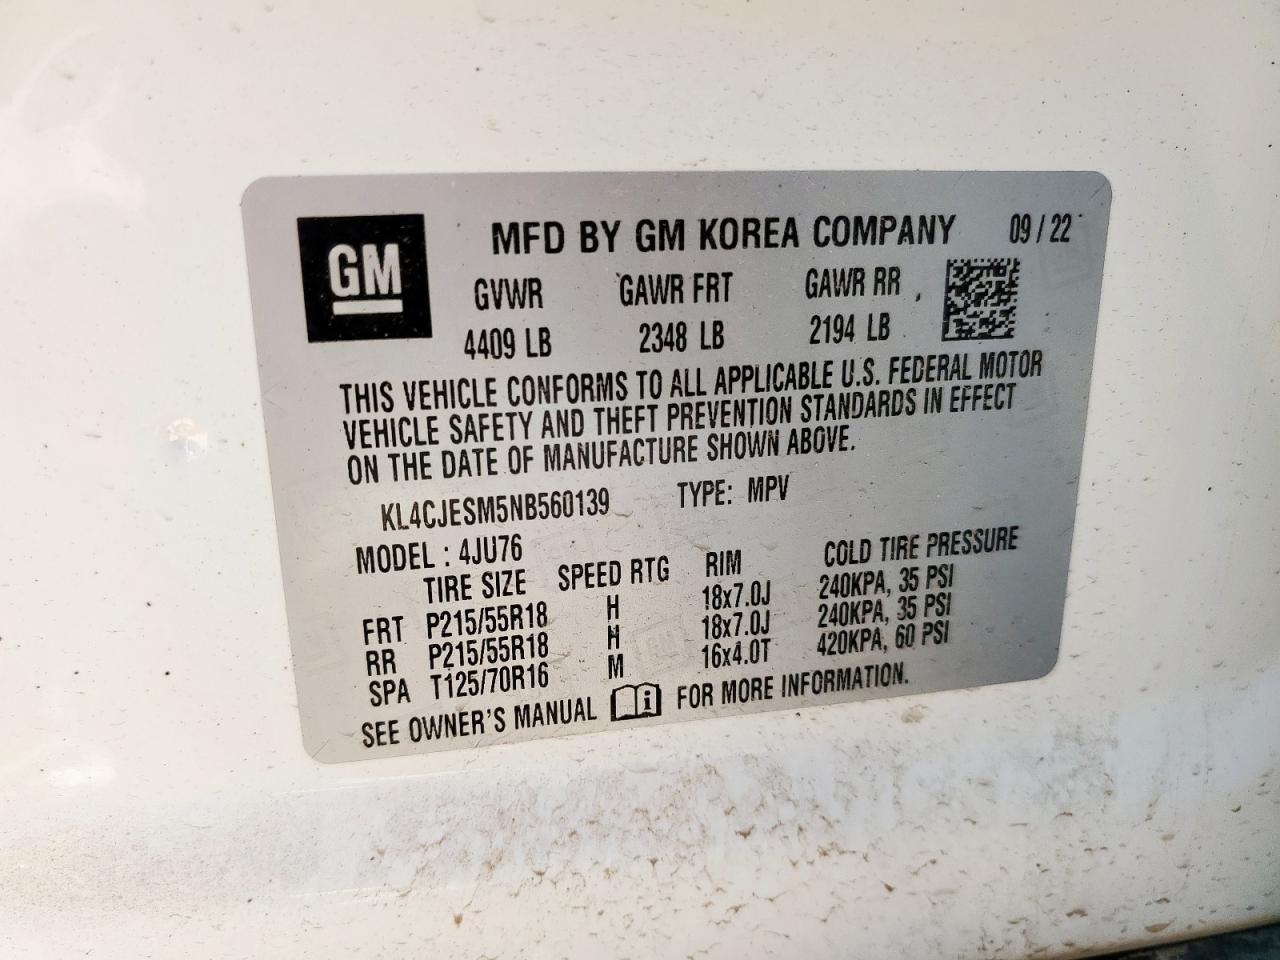 GM MFD BY GM KOREA COMPANY 09/22
GVWR GAWR FRT GAWR RR
4409 LB 2348 LB 2194 LB
THIS VEHICLE CONFORMS TO ALL APPLICABLE U.S. FEDERAL MOTOR
VEHICLE SAFETY AND THEFT PREVENTION STANDARDS IN EFFECT
ON THE DATE OF MANUFACTURE SHOWN ABOVE.
KL4CJESM5NB560139 TYPE: MPV
MODEL : 4JU76
TIRE SIZE SPEED RTG RIM COLD TIRE PRESSURE
FRT P215/55R18 H 18x7.0J 240KPA, 35 PSI
RR P215/55R18 H 18x7.0J 240KPA, 35 PSI
SPA T125/70R16 M 16x4.0T 420KPA, 60 PSI
SEE OWNER'S MANUAL i FOR MORE INFORMATION.